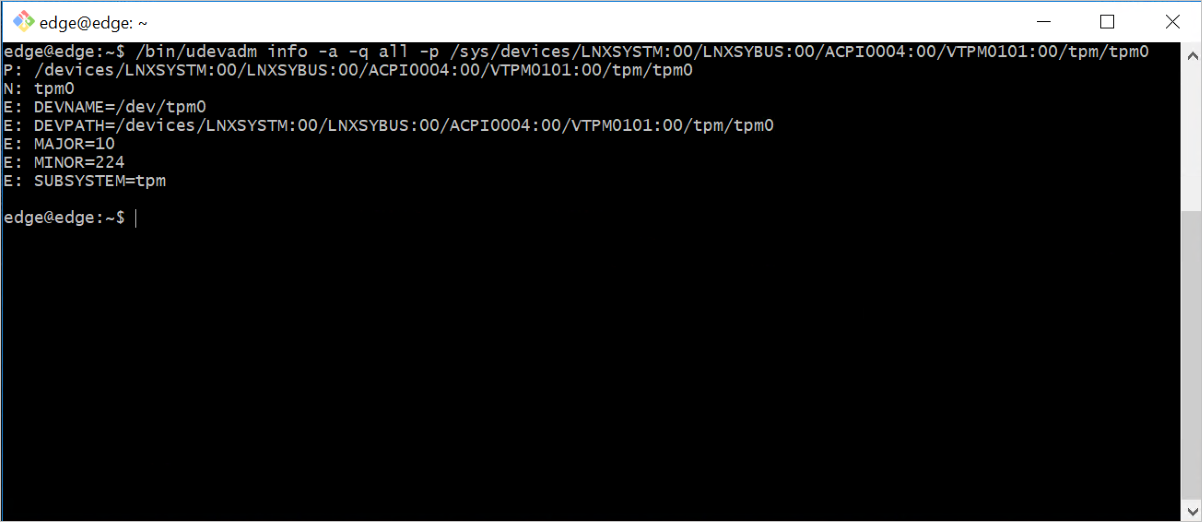 edge@edge: ~
edge@edge:~$ /bin/udevadm info -a -q all -p /sys/devices/LNXSYSTM:00/LNXSYBUS:00/ACPI0004:00/VTPM0101:00/tpm/tpm0
P: /devices/LNXSYSTM:00/LNXSYBUS:00/ACPI0004:00/VTPM0101:00/tpm/tpm0
N: tpm0
E: DEVNAME=/dev/tpm0
E: DEVPATH=/devices/LNXSYSTM:00/LNXSYBUS:00/ACPI0004:00/VTPM0101:00/tpm/tpm0
E: MAJOR=10
E: MINOR=224
E: SUBSYSTEM=tpm
edge@edge:~$